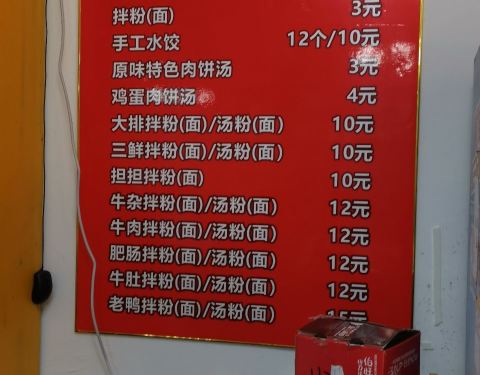 拌粉(面) 3元
手工水饺 12个/10元
原味特色肉饼汤 3元
鸡蛋肉饼汤 4元
大排拌粉(面)/汤粉(面) 10元
三鲜拌粉(面)/汤粉(面) 10元
担担拌粉(面) 10元
牛杂拌粉(面)/汤粉(面) 12元
牛肉拌粉(面)/汤粉(面) 12元
肥肠拌粉(面)/汤粉(面) 12元
牛肚拌粉(面)/汤粉(面) 12元
老鸭拌粉(面)/汤粉(面) 15元